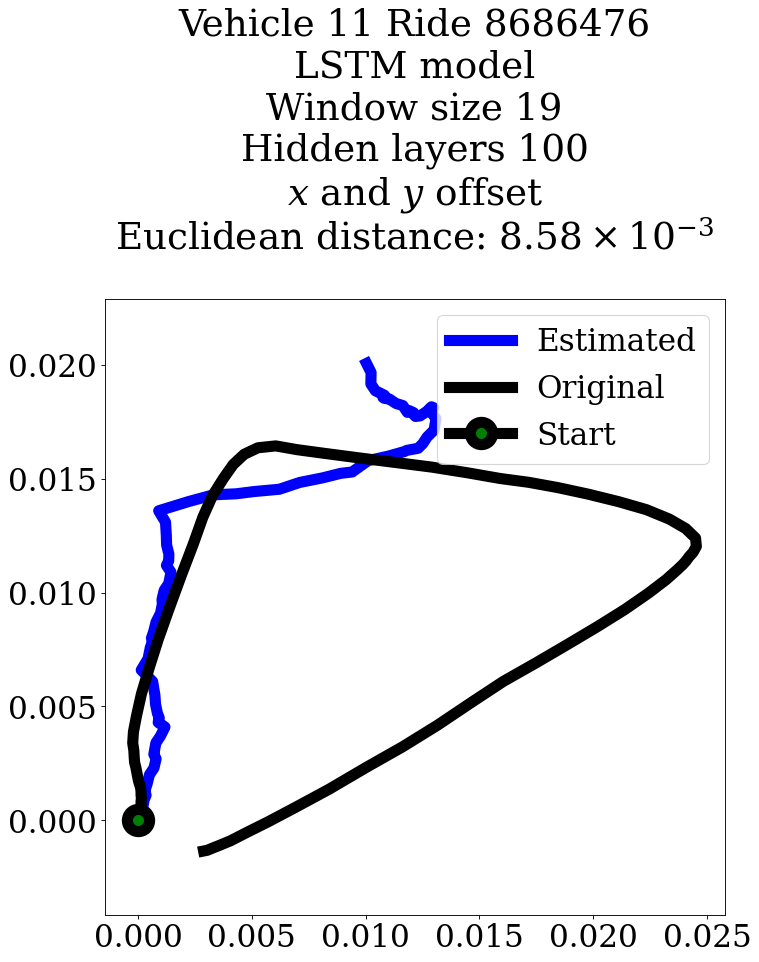 Vehicle 11 Ride 8686476
LSTM model
Window size 19
Hidden layers 100
x and y offset
Euclidean distance: 8.58 × 10⁻³
Estimated
Original
Start
0.020
0.015
0.010
0.005
0.000
0.000 0.005 0.010 0.015 0.020 0.025